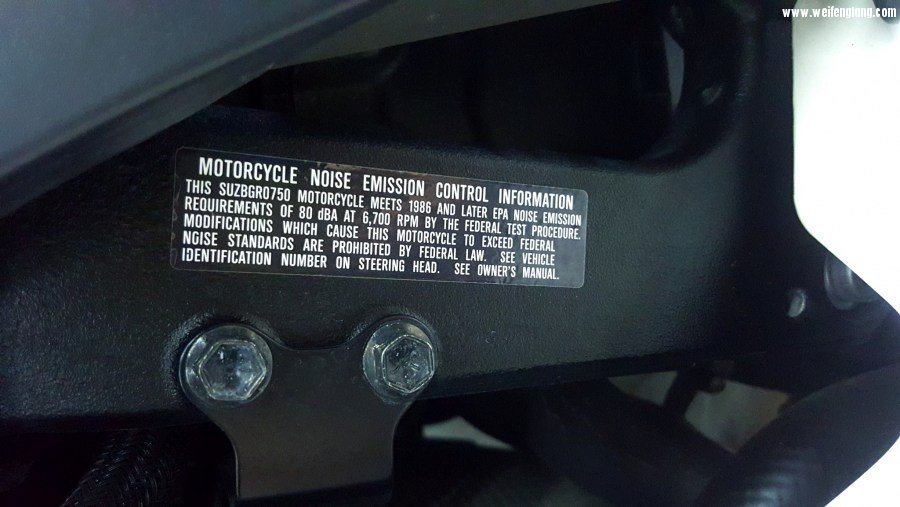 www.weifengtang.com
MOTORCYCLE NOISE EMISSION CONTROL INFORMATION
THIS SUZBGR0750 MOTORCYCLE MEETS 1986 AND LATER EPA NOISE EMISSION
REQUIREMENTS OF 80 dBA AT 6,700 RPM BY THE FEDERAL TEST PROCEDURE.
MODIFICATIONS WHICH CAUSE THIS MOTORCYCLE TO EXCEED FEDERAL
NOISE STANDARDS ARE PROHIBITED BY FEDERAL LAW. SEE VEHICLE
IDENTIFICATION NUMBER ON STEERING HEAD. SEE OWNER'S MANUAL.